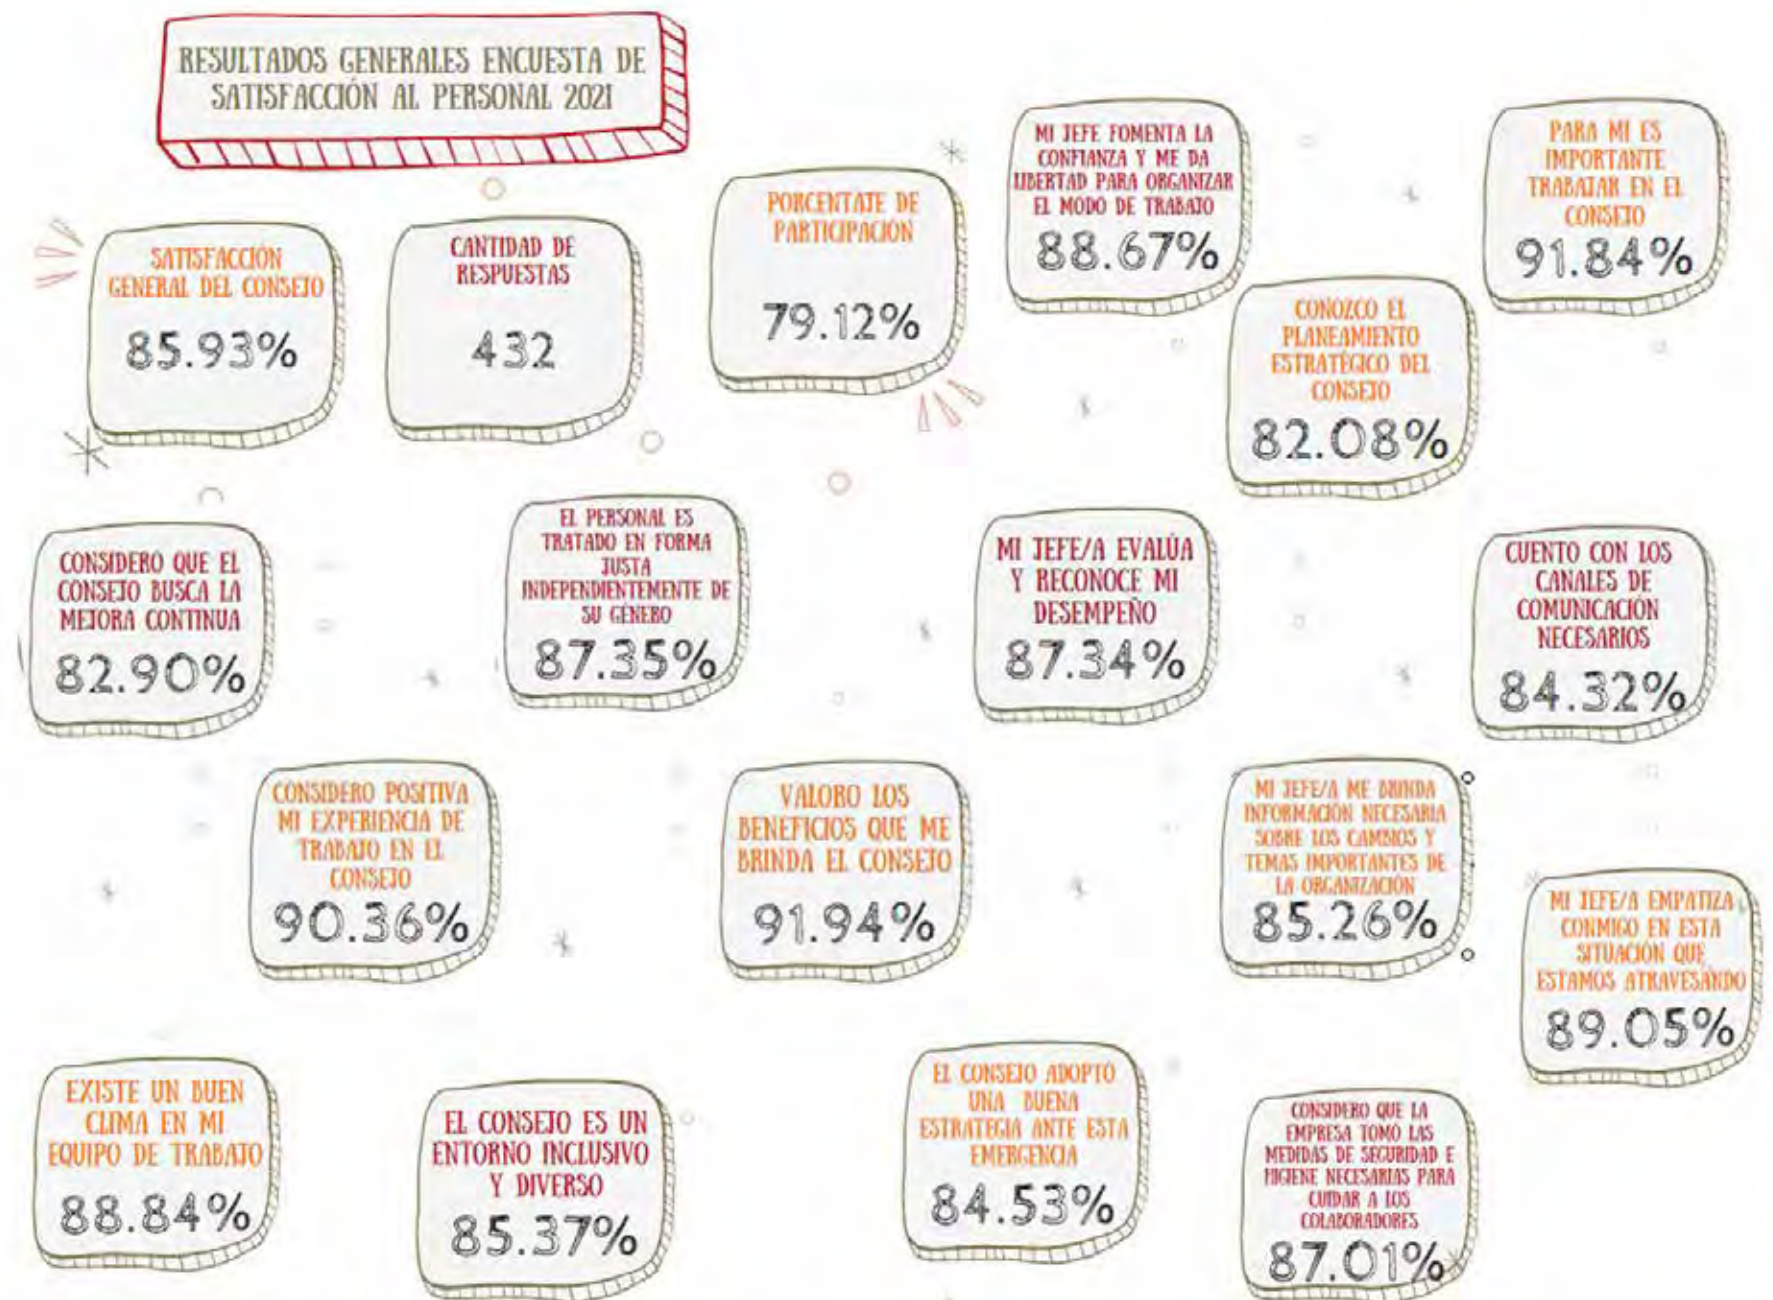 RESULTADOS GENERALES ENCUESTA DE
SATISFACCIÓN AL PERSONAL 2021
SATISFACCIÓN
GENERAL DEL CONSEJO
85.93%
CANTIDAD DE
RESPUESTAS
432
PORCENTAJE DE
PARTICIPACIÓN
79.12%
MI JEFE FOMENTA LA
CONFIANZA Y ME DA
LIBERTAD PARA ORGANIZAR
EL MODO DE TRABAJO
88.67%
CONOZCO EL
PLANEAMIENTO
ESTRATÉGICO DEL
CONSEJO
82.08%
PARA MI ES
IMPORTANTE
TRABAJAR EN EL
CONSEJO
91.84%
CONSIDERO QUE EL
CONSEJO BUSCA LA
MEJORA CONTINUA
82.90%
EL PERSONAL ES
TRATADO EN FORMA
JUSTA
INDEPENDIENTEMENTE DE
SU GÉNERO
87.35%
MI JEFE/A EVALÚA
Y RECONOCE MI
DESEMPEÑO
87.34%
CUENTO CON LOS
CANALES DE
COMUNICACIÓN
NECESARIOS
84.32%
CONSIDERO POSITIVA
MI EXPERIENCIA DE
TRABAJO EN EL
CONSEJO
90.36%
VALORO LOS
BENEFICIOS QUE ME
BRINDA EL CONSEJO
91.94%
MI JEFE/A ME BRINDA
INFORMACIÓN NECESARIA
SOBRE LOS CAMBIOS Y
TEMAS IMPORTANTES DE
LA ORGANIZACIÓN
85.26%
MI JEFE/A EMPATIZA
CONMIGO EN ESTA
SITUACIÓN QUE
ESTAMOS ATRAVESANDO
89.05%
EXISTE UN BUEN
CLIMA EN MI
EQUIPO DE TRABAJO
88.84%
EL CONSEJO ES UN
ENTORNO INCLUSIVO
Y DIVERSO
85.37%
EL CONSEJO ADOPTÓ
UNA BUENA
ESTRATEGIA ANTE ESTA
EMERGENCIA
84.53%
CONSIDERO QUE LA
EMPRESA TOMÓ LAS
MEDIDAS DE SEGURIDAD E
HIGIENE NECESARIAS PARA
CUIDAR A LOS
COLABORADORES
87.01%